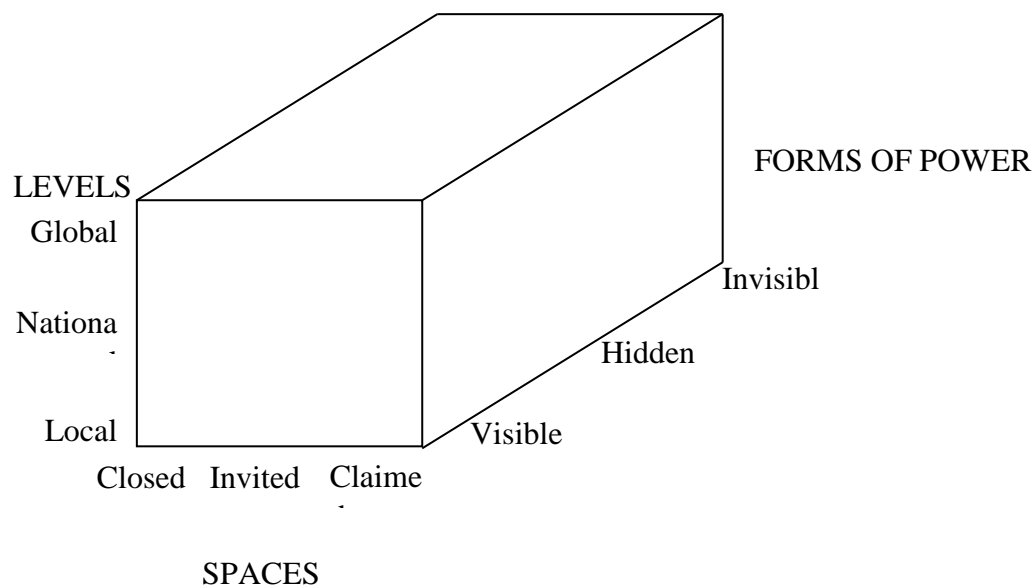 FORMS OF POWER
LEVELS
Global
Invisibl
Nationa
Hidden
Local
Visible
Closed Invited Claime
SPACES